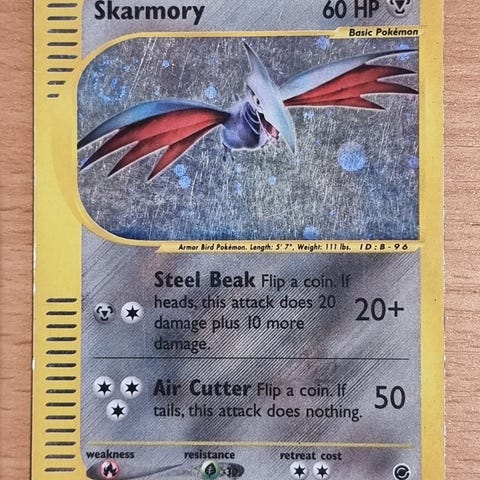 Skarmory 60 HP
Basic Pokémon
Armor Bird Pokémon. Length: 5' 7", Weight: 111 lbs. ID:B-96
Steel Beak Flip a coin. If
heads, this attack does 20
damage plus 10 more
damage.
20+
Air Cutter Flip a coin. If
tails, this attack does nothing.
50
weakness resistance retreat cost
-30